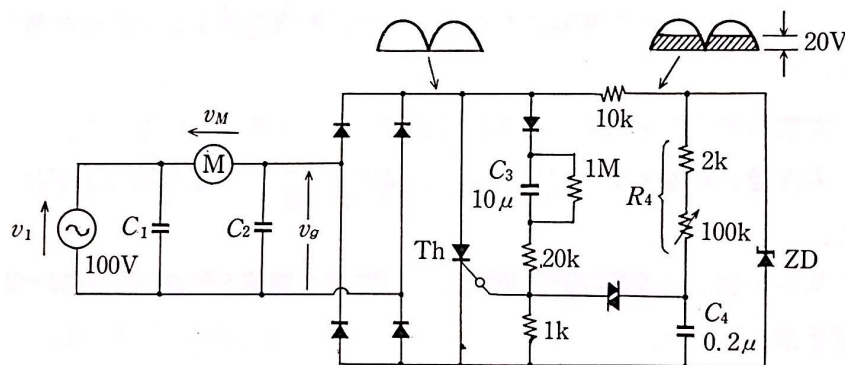 20V
v_M
10k
M
C_3
10μ
1M
2k
R_4
v_1
C_1
C_2
v_g
100k
100V
Th
20k
ZD
1k
C_4
0.2μ